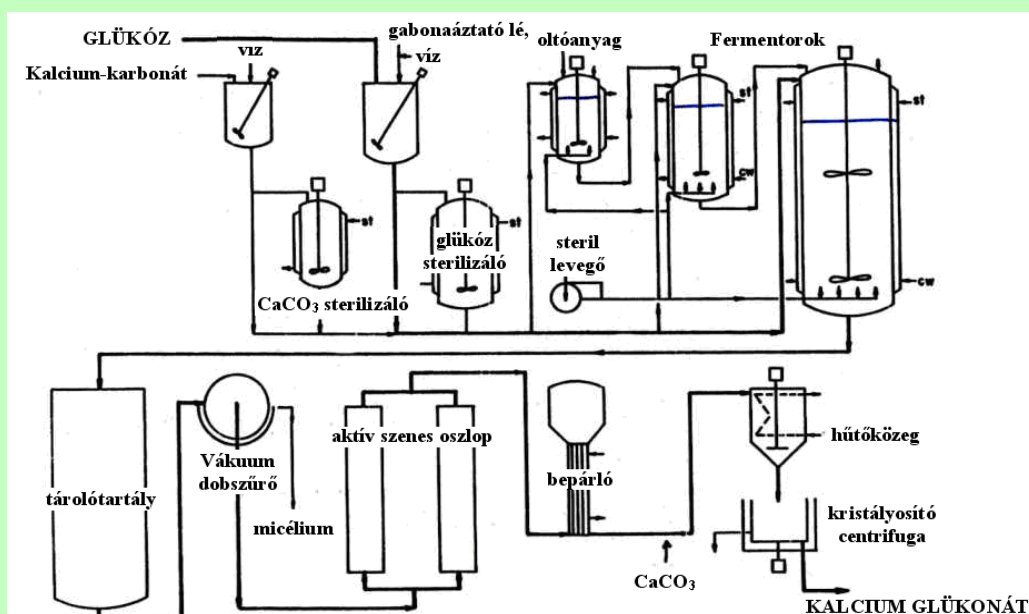 GLÜKÓZ
víz
Kalcium-karbonát
gabonaáztató lé,
víz
oltóanyag
Fermentorok
st
st
cw
st
st
glükóz
sterilizáló
steril
levegő
CaCO₃ sterilizáló
cw
tárolótartály
Vákuum
dobszűrő
micélium
aktív szenes oszlop
bepárló
CaCO₃
hűtőközeg
kristályosító
centrifuga
KALCIUM GLÜKONÁT